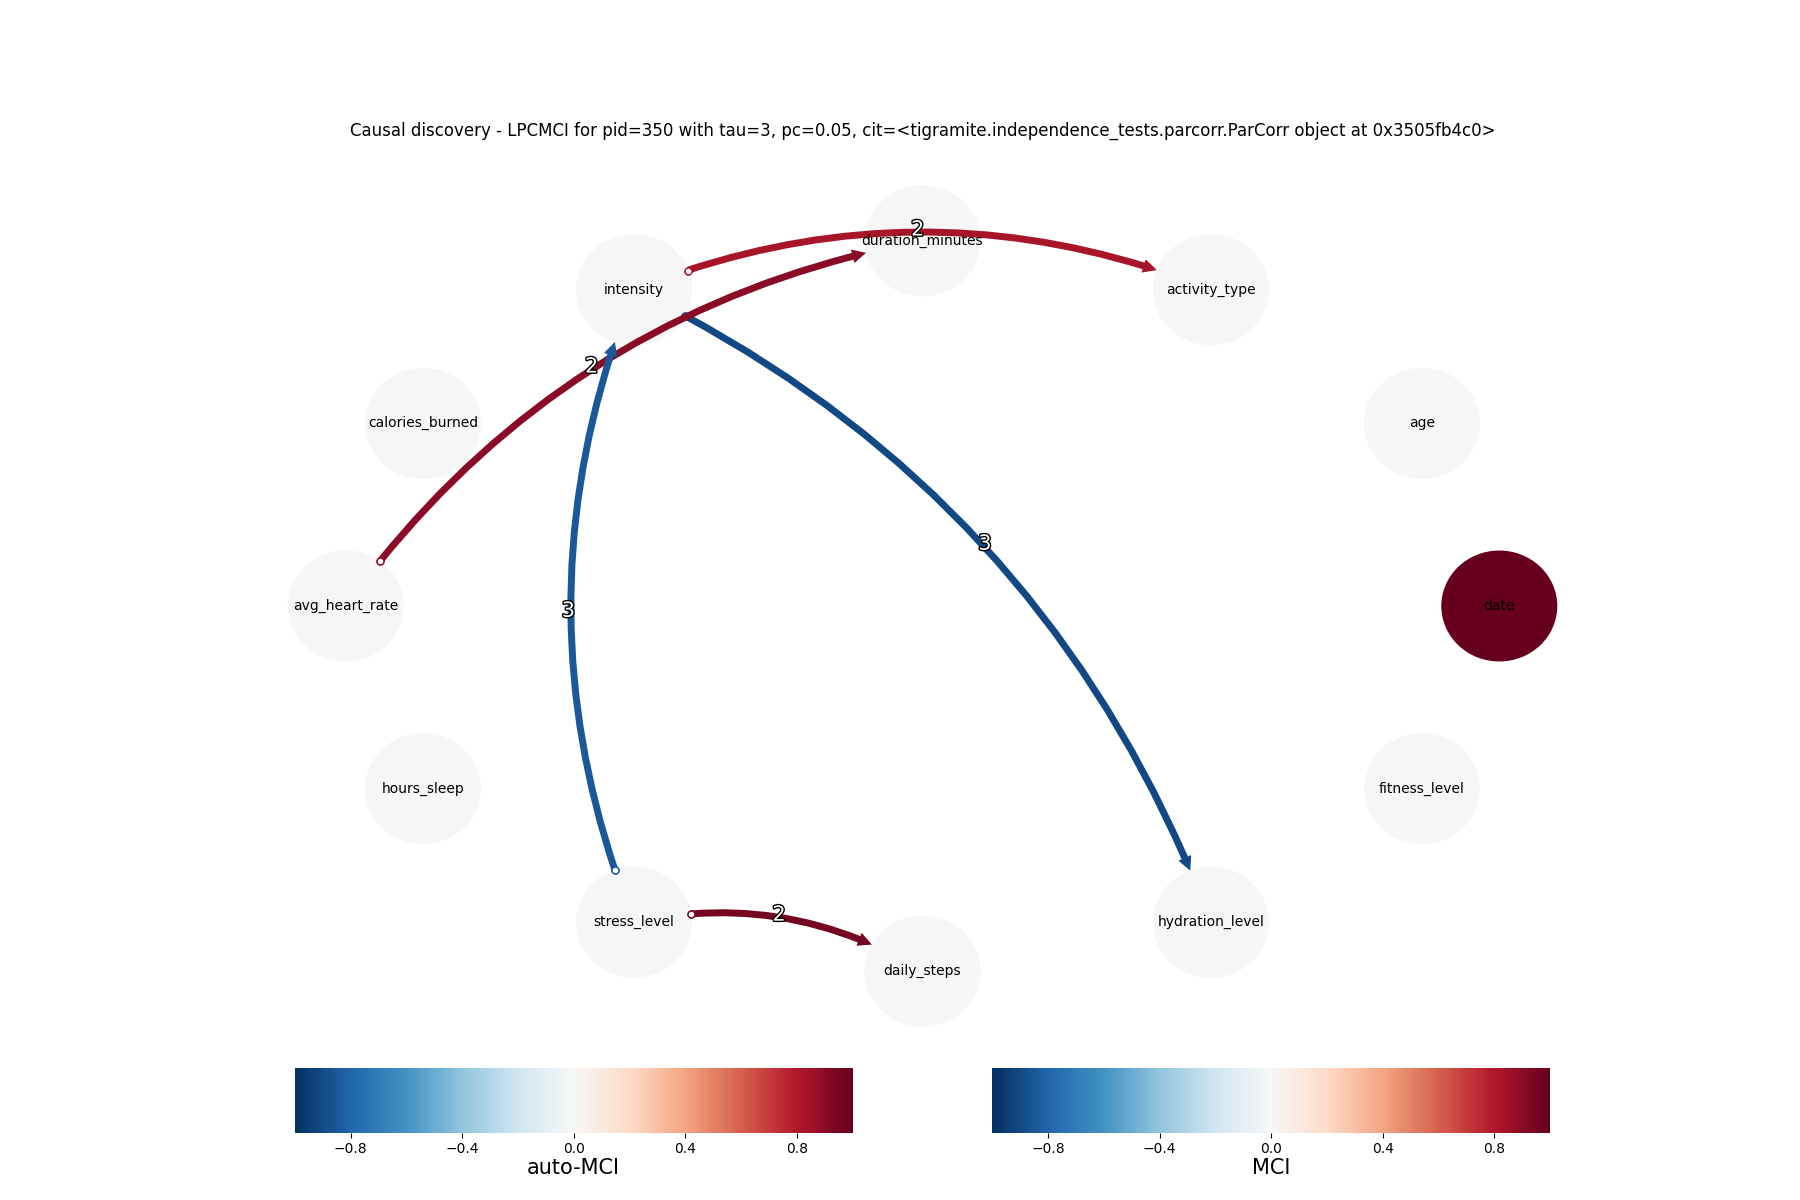 Causal discovery - LPCMCI for pid=350 with tau=3, pc=0.05, cit=<tigramite.independence_tests.parcorr.ParCorr object at 0x3505fb4c0>
2
duration_minutes
intensity
activity_type
2
calories_burned
age
3
avg_heart_rate
date
3
hours_sleep
fitness_level
2
stress_level
hydration_level
daily_steps
−0.8 −0.4 0.0 0.4 0.8
auto-MCI
−0.8 −0.4 0.0 0.4 0.8
MCI